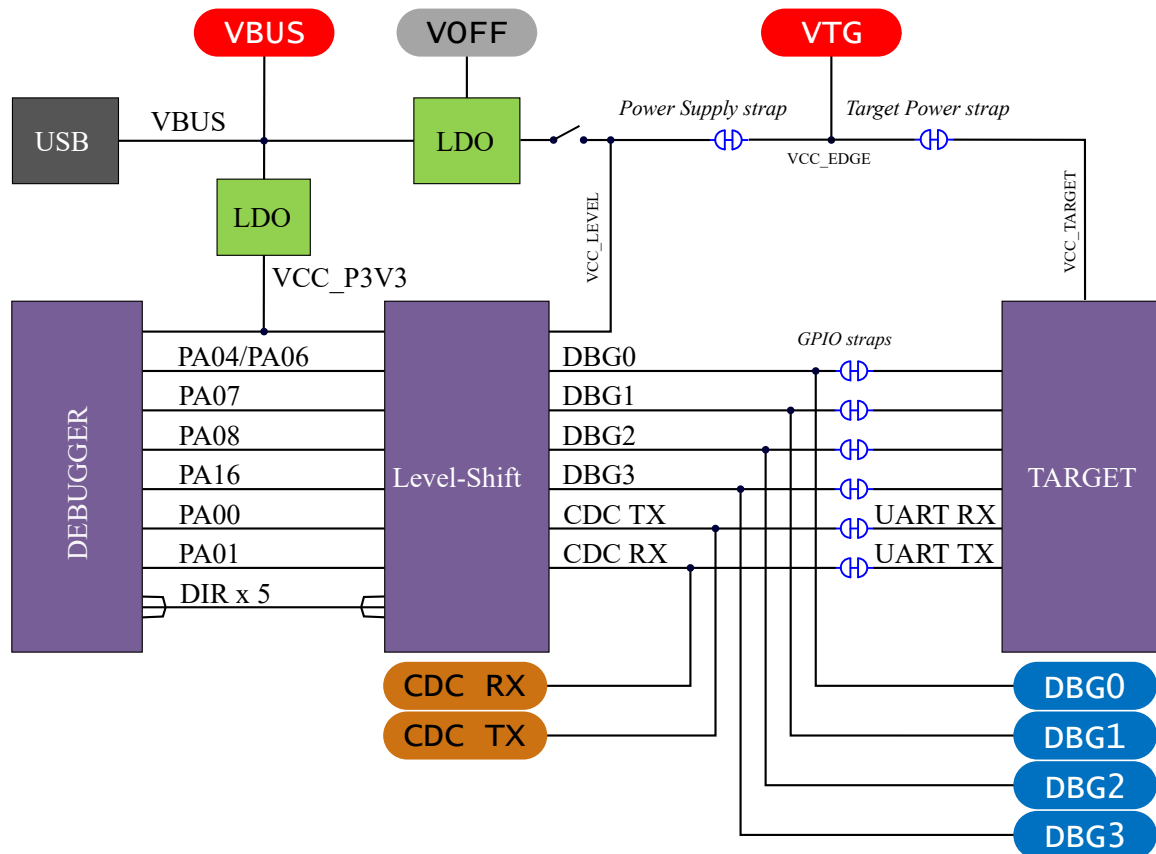 VBUS
VOFF
VTG
Power Supply strap
Target Power strap
USB
VBUS
LDO
VCC_EDGE
LDO
VCC_LEVEL
VCC_TARGET
VCC_P3V3
DEBUGGER
Level-Shift
TARGET
GPIO straps
PA04/PA06
DBG0
PA07
DBG1
PA08
DBG2
PA16
DBG3
PA00
CDC TX
UART RX
PA01
CDC RX
UART TX
DIR x 5
CDC RX
DBG0
CDC TX
DBG1
DBG2
DBG3